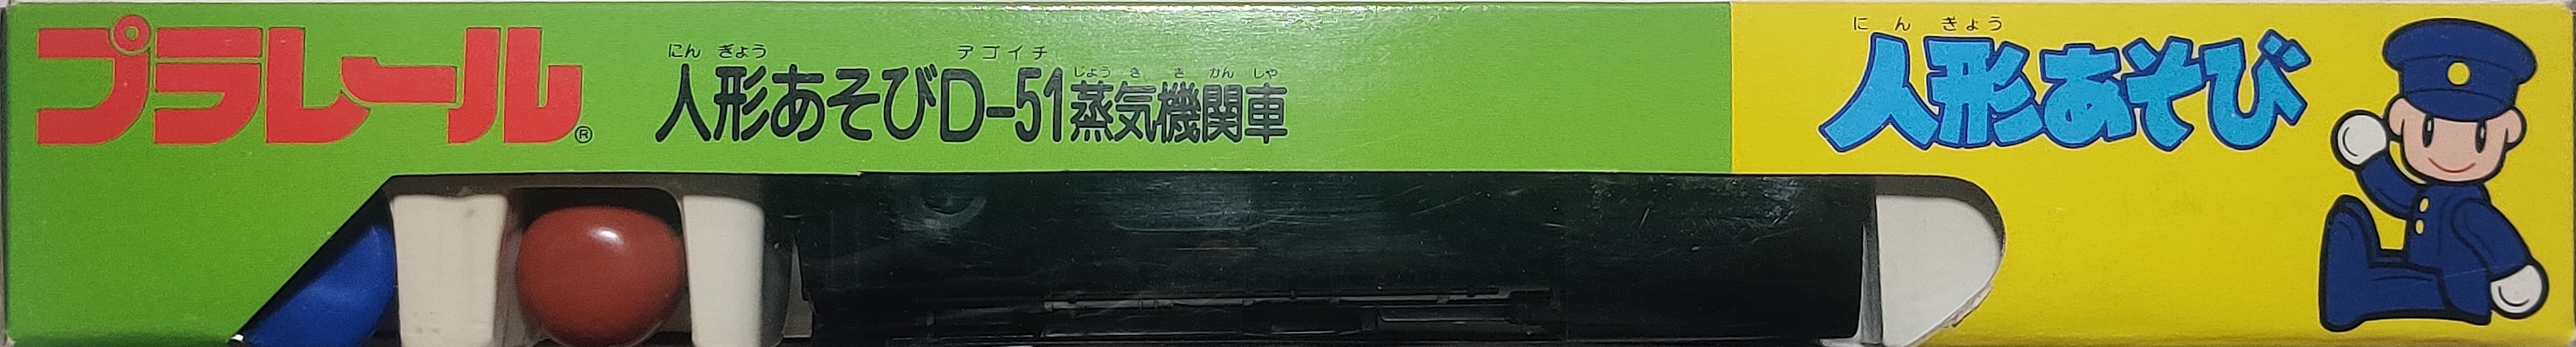 プラレール®
にんぎょう デゴイチ
じょうききかんしゃ
人形あそびD-51蒸気機関車
にんぎょう
人形あそび